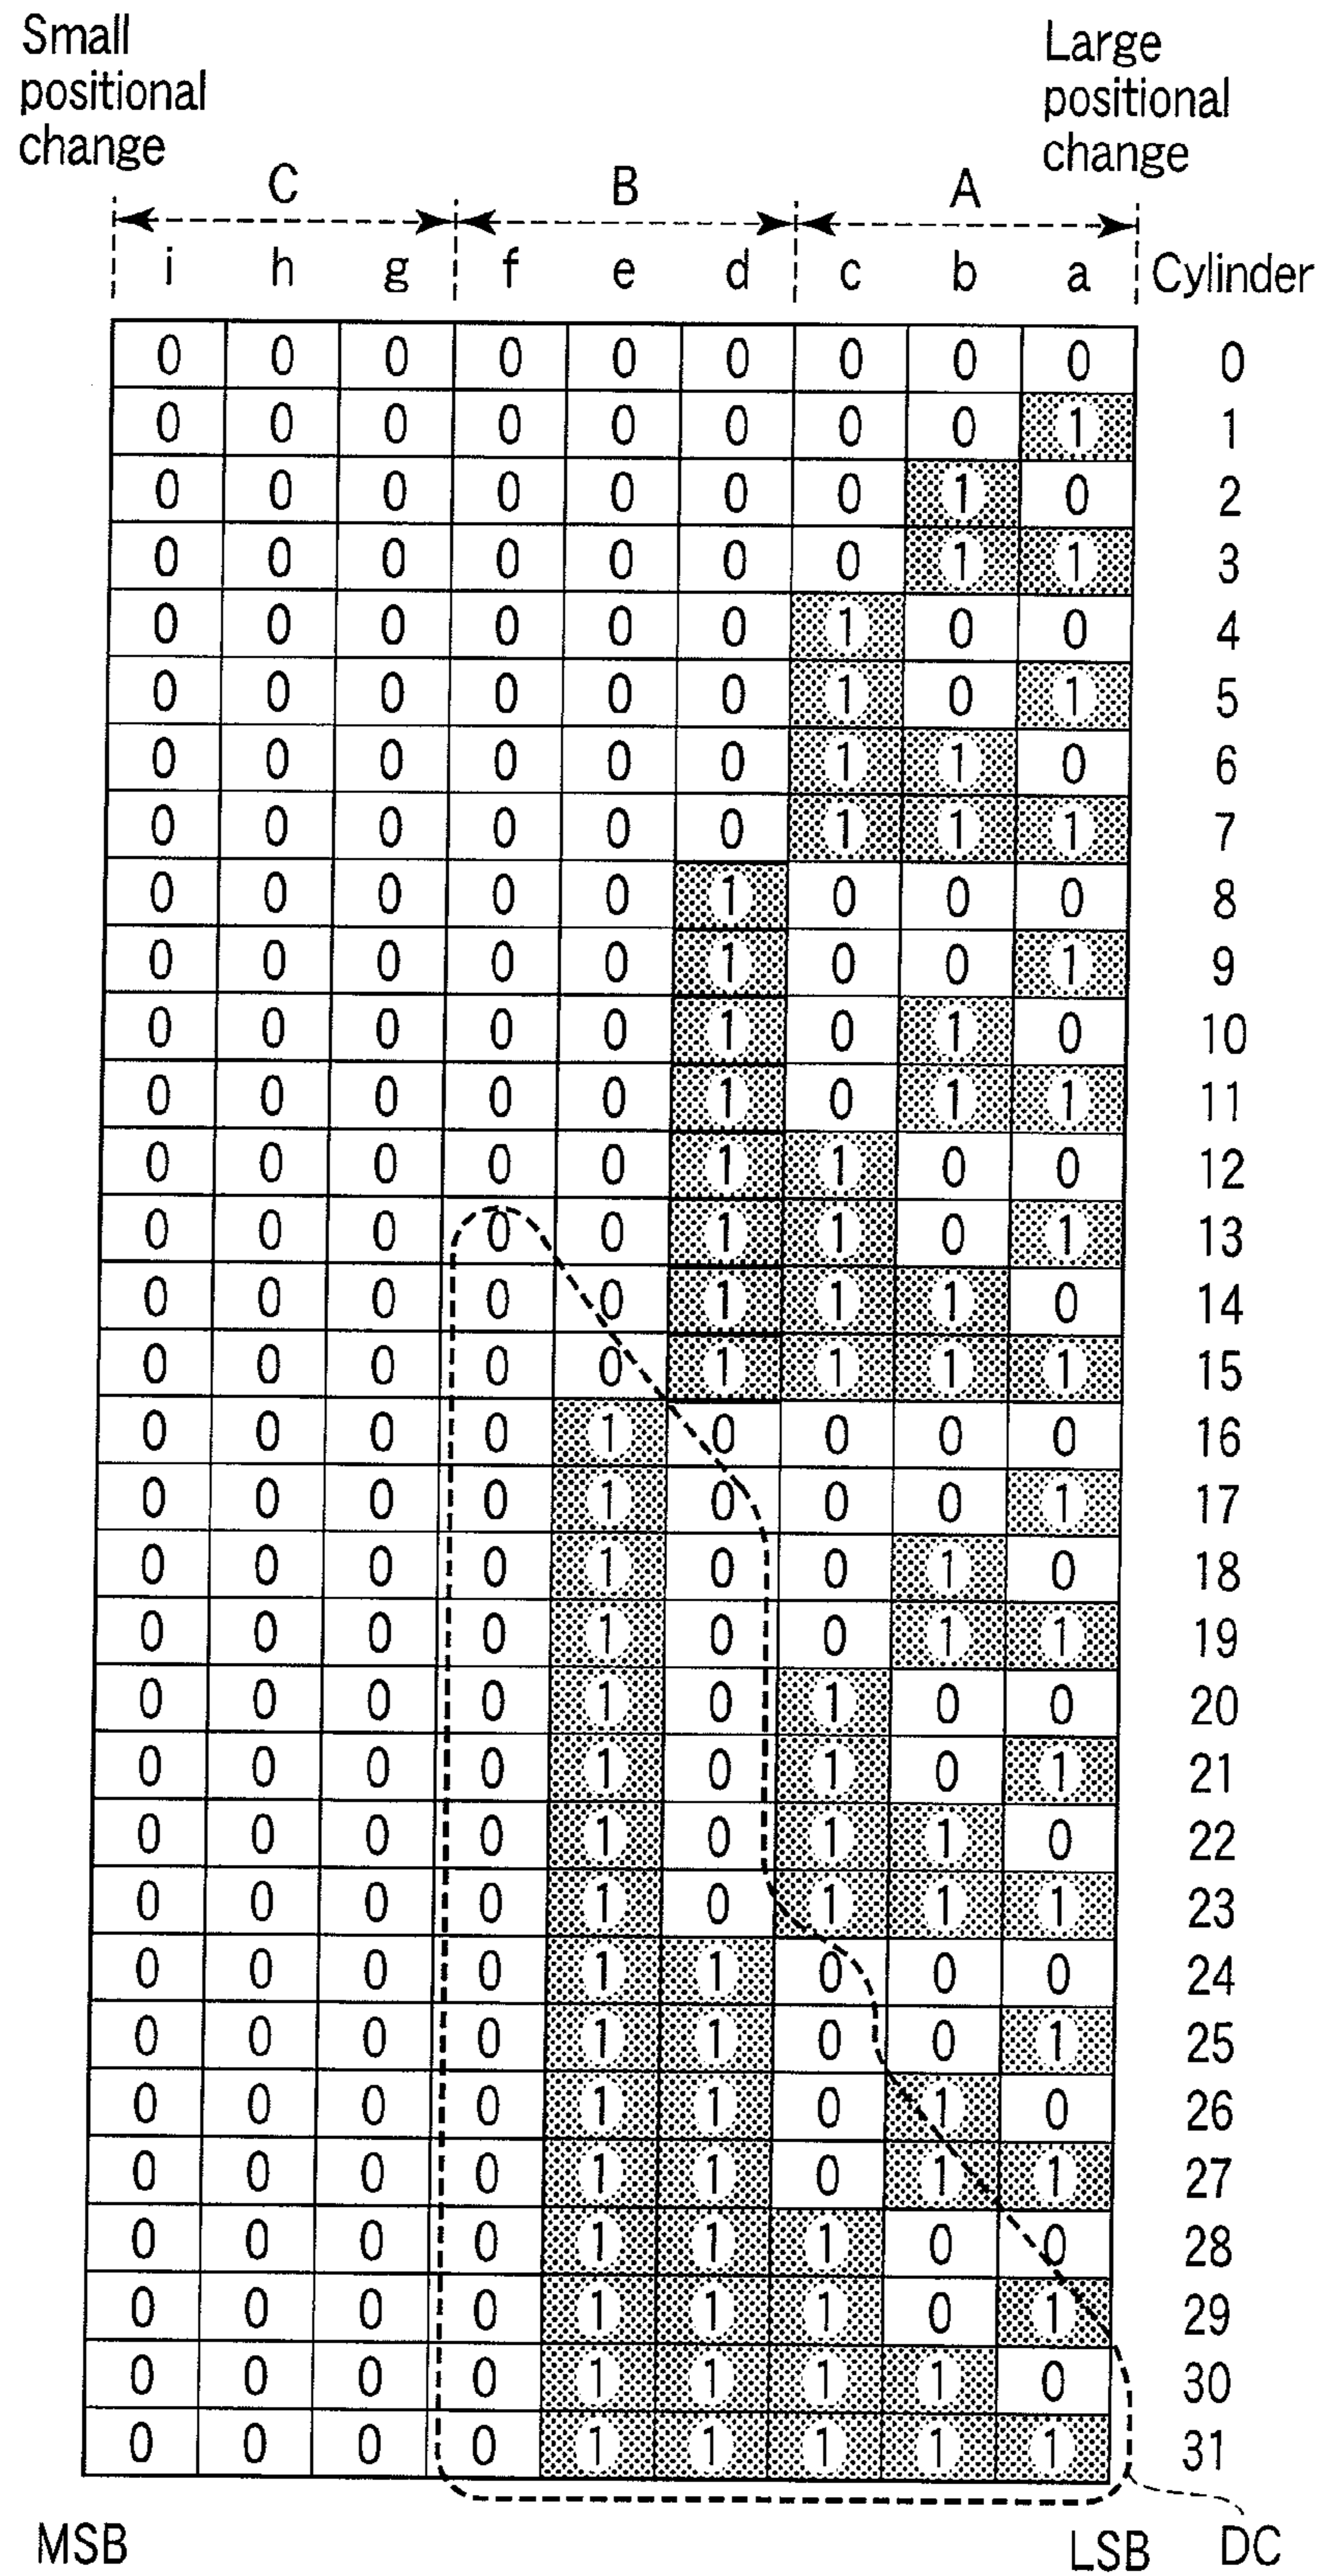 Small
positional
change
Large
positional
change
C B A
i h g f e d c b a Cylinder
0 0 0 0 0 0 0 0 0 0
0 0 0 0 0 0 0 0 1 1
0 0 0 0 0 0 0 1 0 2
0 0 0 0 0 0 0 1 1 3
0 0 0 0 0 0 1 0 0 4
0 0 0 0 0 0 1 0 1 5
0 0 0 0 0 0 1 1 0 6
0 0 0 0 0 0 1 1 1 7
0 0 0 0 0 1 0 0 0 8
0 0 0 0 0 1 0 0 1 9
0 0 0 0 0 1 0 1 0 10
0 0 0 0 0 1 0 1 1 11
0 0 0 0 0 1 1 0 0 12
0 0 0 0 0 1 1 0 1 13
0 0 0 0 0 1 1 1 0 14
0 0 0 0 0 1 1 1 1 15
0 0 0 0 1 0 0 0 0 16
0 0 0 0 1 0 0 0 1 17
0 0 0 0 1 0 0 1 0 18
0 0 0 0 1 0 0 1 1 19
0 0 0 0 1 0 1 0 0 20
0 0 0 0 1 0 1 0 1 21
0 0 0 0 1 0 1 1 0 22
0 0 0 0 1 0 1 1 1 23
0 0 0 0 1 1 0 0 0 24
0 0 0 0 1 1 0 0 1 25
0 0 0 0 1 1 0 1 0 26
0 0 0 0 1 1 0 1 1 27
0 0 0 0 1 1 1 0 0 28
0 0 0 0 1 1 1 0 1 29
0 0 0 0 1 1 1 1 0 30
0 0 0 0 1 1 1 1 1 31
MSB LSB DC